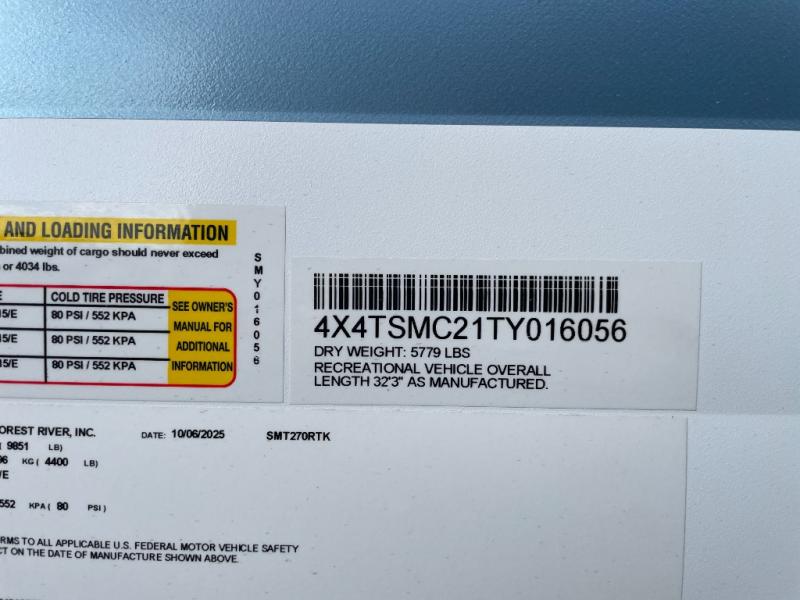 AND LOADING INFORMATION
bined weight of cargo should never exceed
or 4034 lbs.
E COLD TIRE PRESSURE SEE OWNER'S
15/E 80 PSI / 552 KPA MANUAL FOR
15/E 80 PSI / 552 KPA ADDITIONAL
15/E 80 PSI / 552 KPA INFORMATION
SMY016056
4X4TSMC21TY016056
DRY WEIGHT: 5779 LBS
RECREATIONAL VEHICLE OVERALL
LENGTH 32'3" AS MANUFACTURED.
OREST RIVER, INC. DATE: 10/06/2025 SMT270RTK
( 9851 LB)
96 KG ( 4400 LB)
/E
552 KPA ( 80 PSI )
RMS TO ALL APPLICABLE U.S. FEDERAL MOTOR VEHICLE SAFETY
CT ON THE DATE OF MANUFACTURE SHOWN ABOVE.